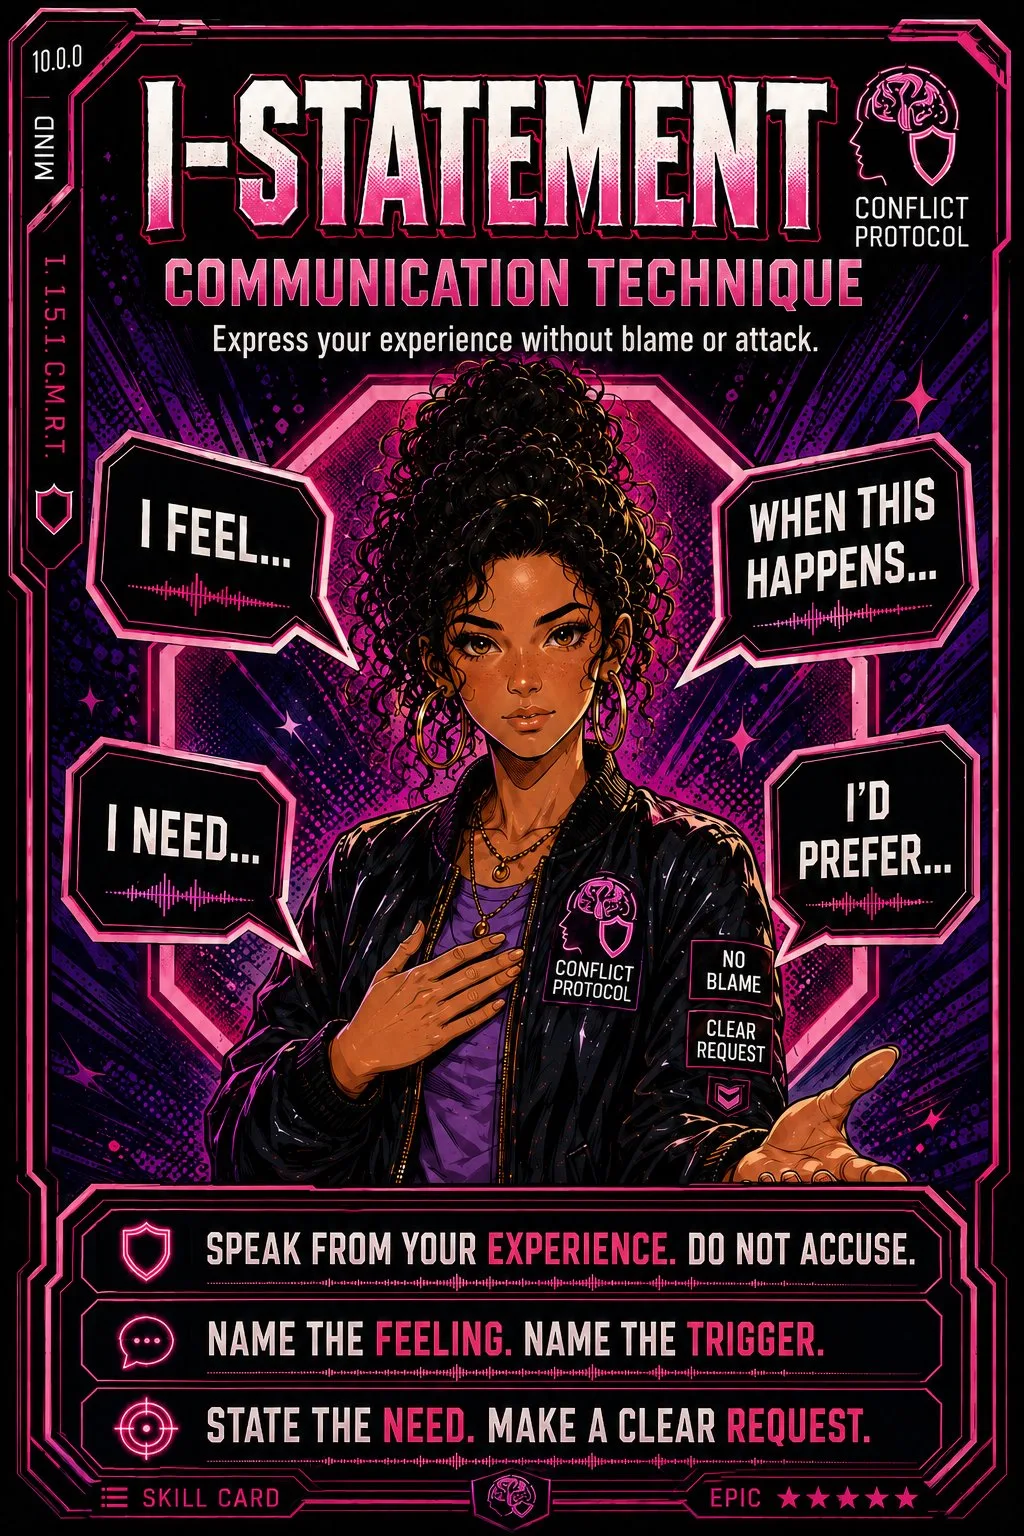 10.0.0
MIND
I. 1.5.1.C.M.R.T
I-STATEMENT
CONFLICT
PROTOCOL
COMMUNICATION TECHNIQUE
Express your experience without blame or attack.
I FEEL...
WHEN THIS
HAPPENS...
I NEED...
I'D
PREFER...
CONFLICT
PROTOCOL
NO
BLAME
CLEAR
REQUEST
SPEAK FROM YOUR EXPERIENCE. DO NOT ACCUSE.
NAME THE FEELING. NAME THE TRIGGER.
STATE THE NEED. MAKE A CLEAR REQUEST.
SKILL CARD
EPIC ★★★★★